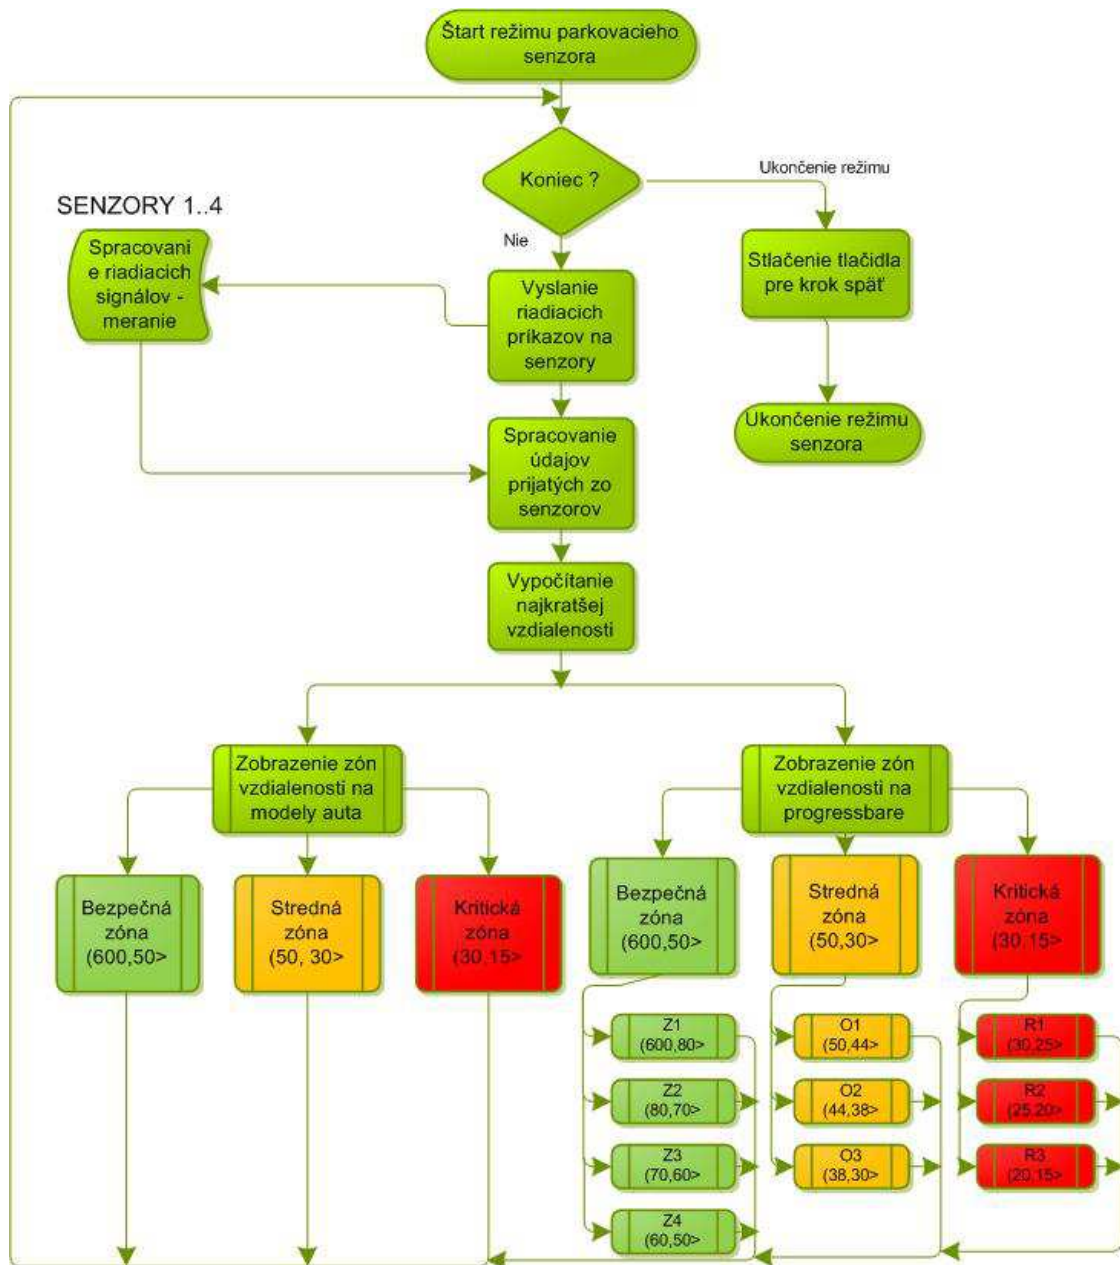 Štart režimu parkovacieho
senzora
Koniec ?
Ukončenie režimu
Nie
SENZORY 1..4
Spracovani
e riadiacich
signálov -
meranie
Vyslanie
riadiacich
príkazov na
senzory
Stlačenie tlačidla
pre krok späť
Ukončenie režimu
senzora
Spracovanie
údajov
prijatých zo
senzorov
Vypočítanie
najkratšej
vzdialenosti
Zobrazenie zón
vzdialenosti na
modely auta
Zobrazenie zón
vzdialenosti na
progressbare
Bezpečná
zóna
(600,50>
Stredná
zóna
(50, 30>
Kritická
zóna
(30,15>
Bezpečná
zóna
(600,50>
Stredná
zóna
(50,30>
Kritická
zóna
(30,15>
Z1
(600,80>
Z2
(80,70>
Z3
(70,60>
Z4
(60,50>
O1
(50,44>
O2
(44,38>
O3
(38,30>
R1
(30,25>
R2
(25,20>
R3
(20,15>